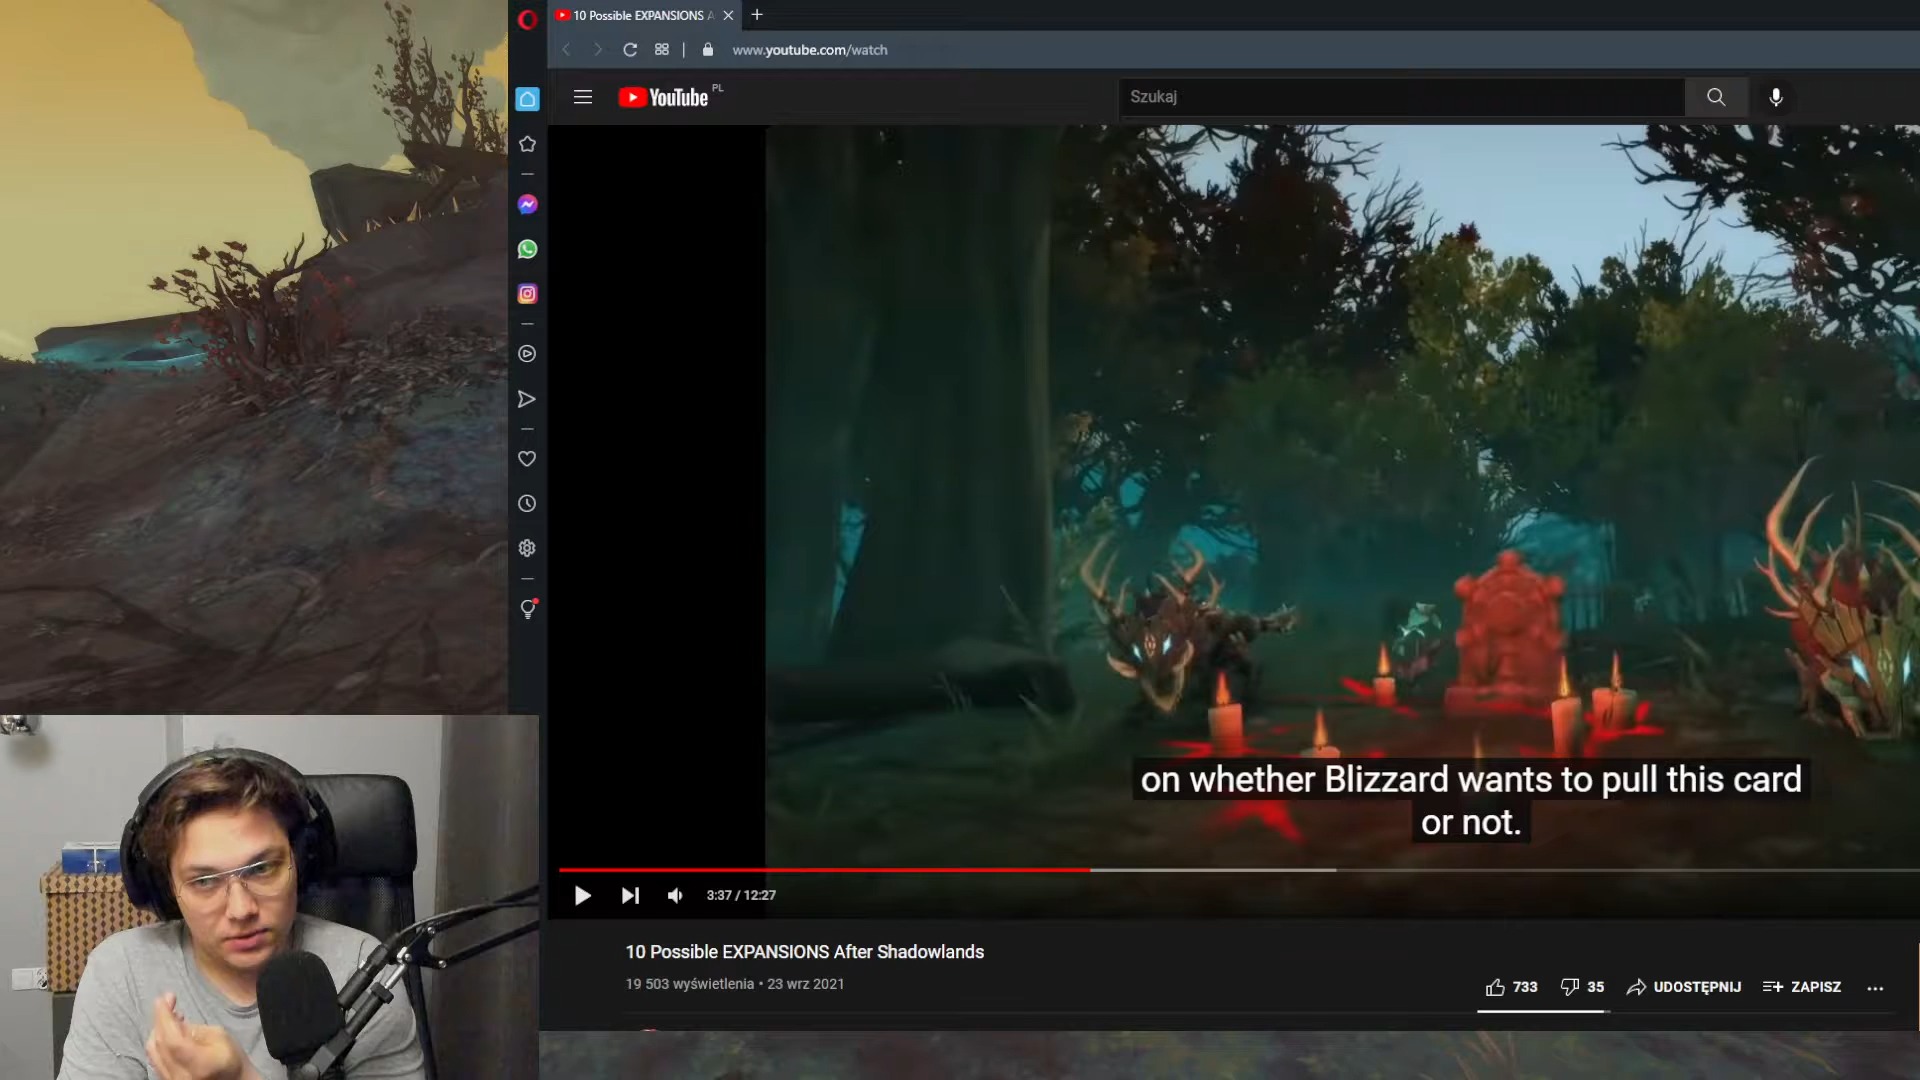 10 Possible EXPANSIONS A
www.youtube.com/watch
YouTube PL
Szukaj
on whether Blizzard wants to pull this card
or not.
3:37 / 12:27
10 Possible EXPANSIONS After Shadowlands
19 503 wyświetlenia • 23 wrz 2021
733
35
UDOSTĘPNIJ
ZAPISZ